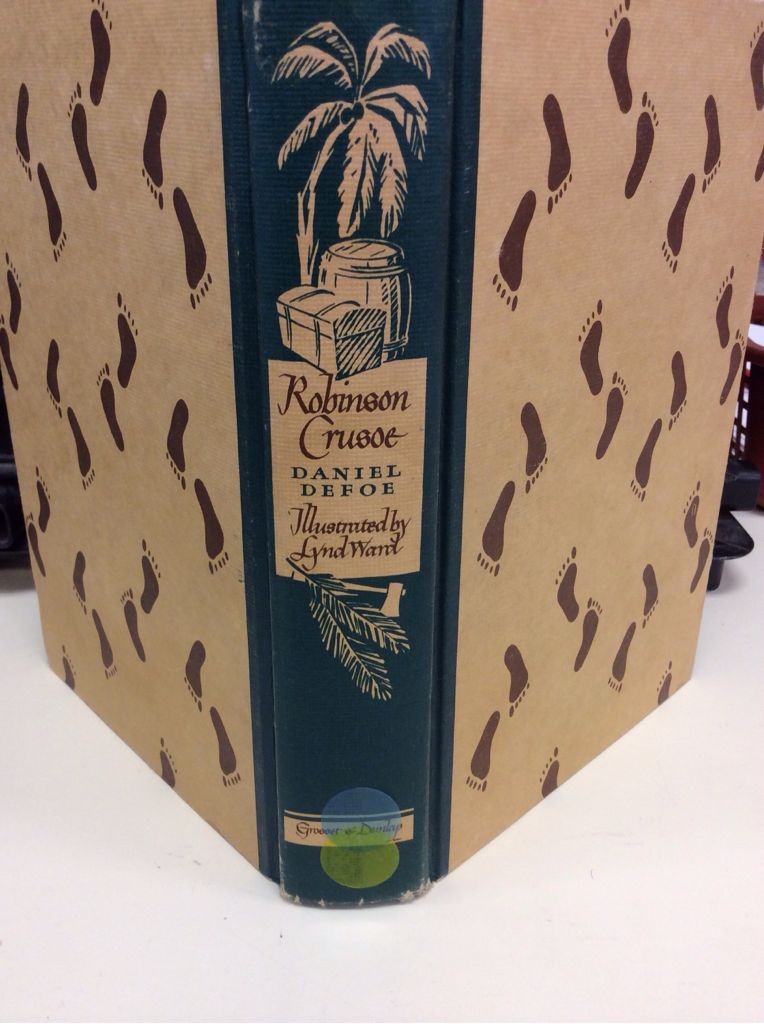 Robinson
Crusoe
DANIEL
DEFOE
Illustrated by
Lynd Ward
Grosset & Dunlap